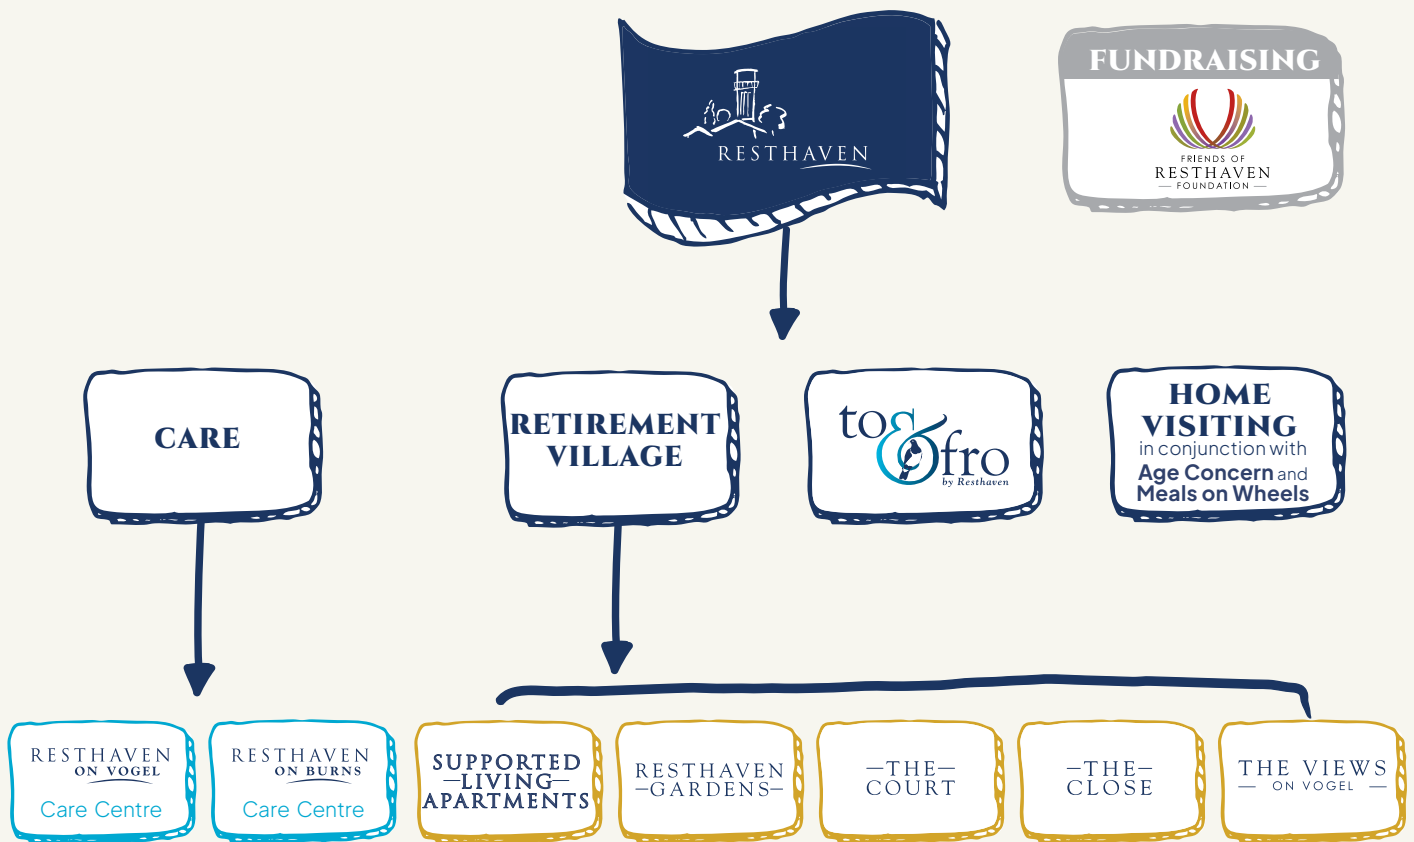 RESTHAVEN
FUNDRAISING
FRIENDS OF
RESTHAVEN
FOUNDATION
CARE
RETIREMENT
VILLAGE
to&fro
by Resthaven
HOME
VISITING
in conjunction with
Age Concern and
Meals on Wheels
RESTHAVEN
ON VOGEL
Care Centre
RESTHAVEN
ON BURNS
Care Centre
SUPPORTED
LIVING
APARTMENTS
RESTHAVEN
GARDENS
THE
COURT
THE
CLOSE
THE VIEWS
ON VOGEL